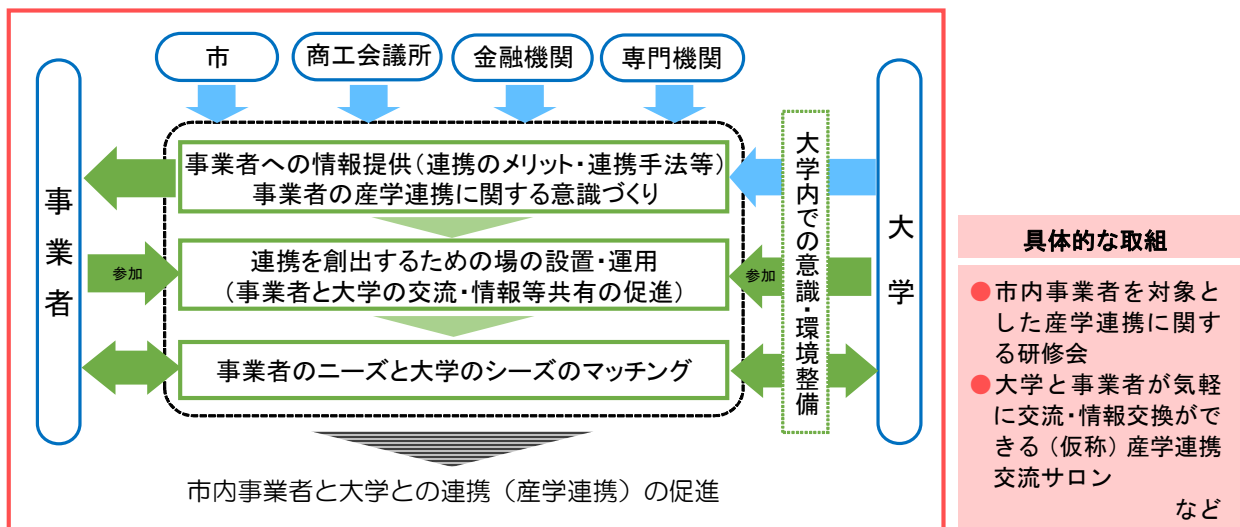 市
商工会議所
金融機関
専門機関
事業者
事業者への情報提供（連携のメリット・連携手法等）
事業者の産学連携に関する意識づくり
参加
連携を創出するための場の設置・運用
（事業者と大学の交流・情報等共有の促進）
参加
事業者のニーズと大学のシーズのマッチング
大学内での意識・環境整備
大学
市内事業者と大学との連携（産学連携）の促進
具体的な取組
●市内事業者を対象と
した産学連携に関す
る研修会
●大学と事業者が気軽
に交流・情報交換がで
きる（仮称）産学連携
交流サロン
など